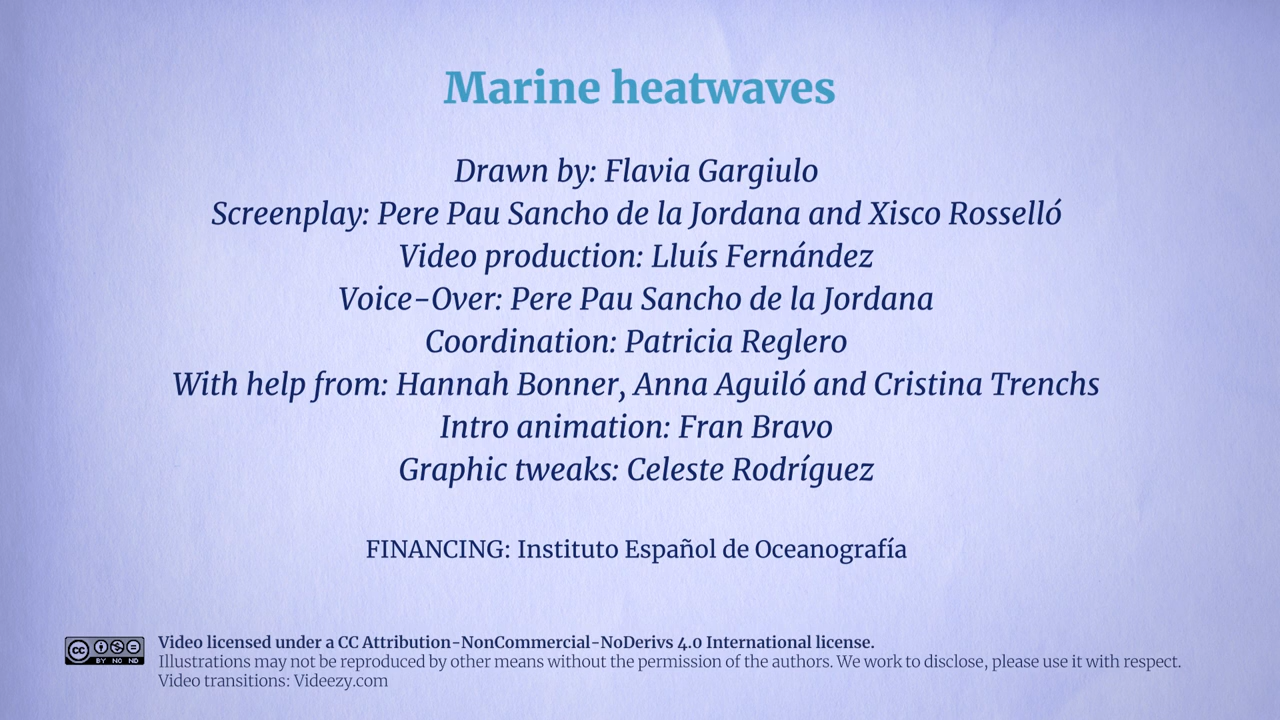 Marine heatwaves
Drawn by: Flavia Gargiulo
Screenplay: Pere Pau Sancho de la Jordana and Xisco Rosselló
Video production: Lluís Fernández
Voice-Over: Pere Pau Sancho de la Jordana
Coordination: Patricia Reglero
With help from: Hannah Bonner, Anna Aguiló and Cristina Trenchs
Intro animation: Fran Bravo
Graphic tweaks: Celeste Rodríguez
FINANCING: Instituto Español de Oceanografía
Video licensed under a CC Attribution-NonCommercial-NoDerivs 4.0 International license.
Illustrations may not be reproduced by other means without the permission of the authors. We work to disclose, please use it with respect.
Video transitions: Videezy.com
cc
BY NC ND